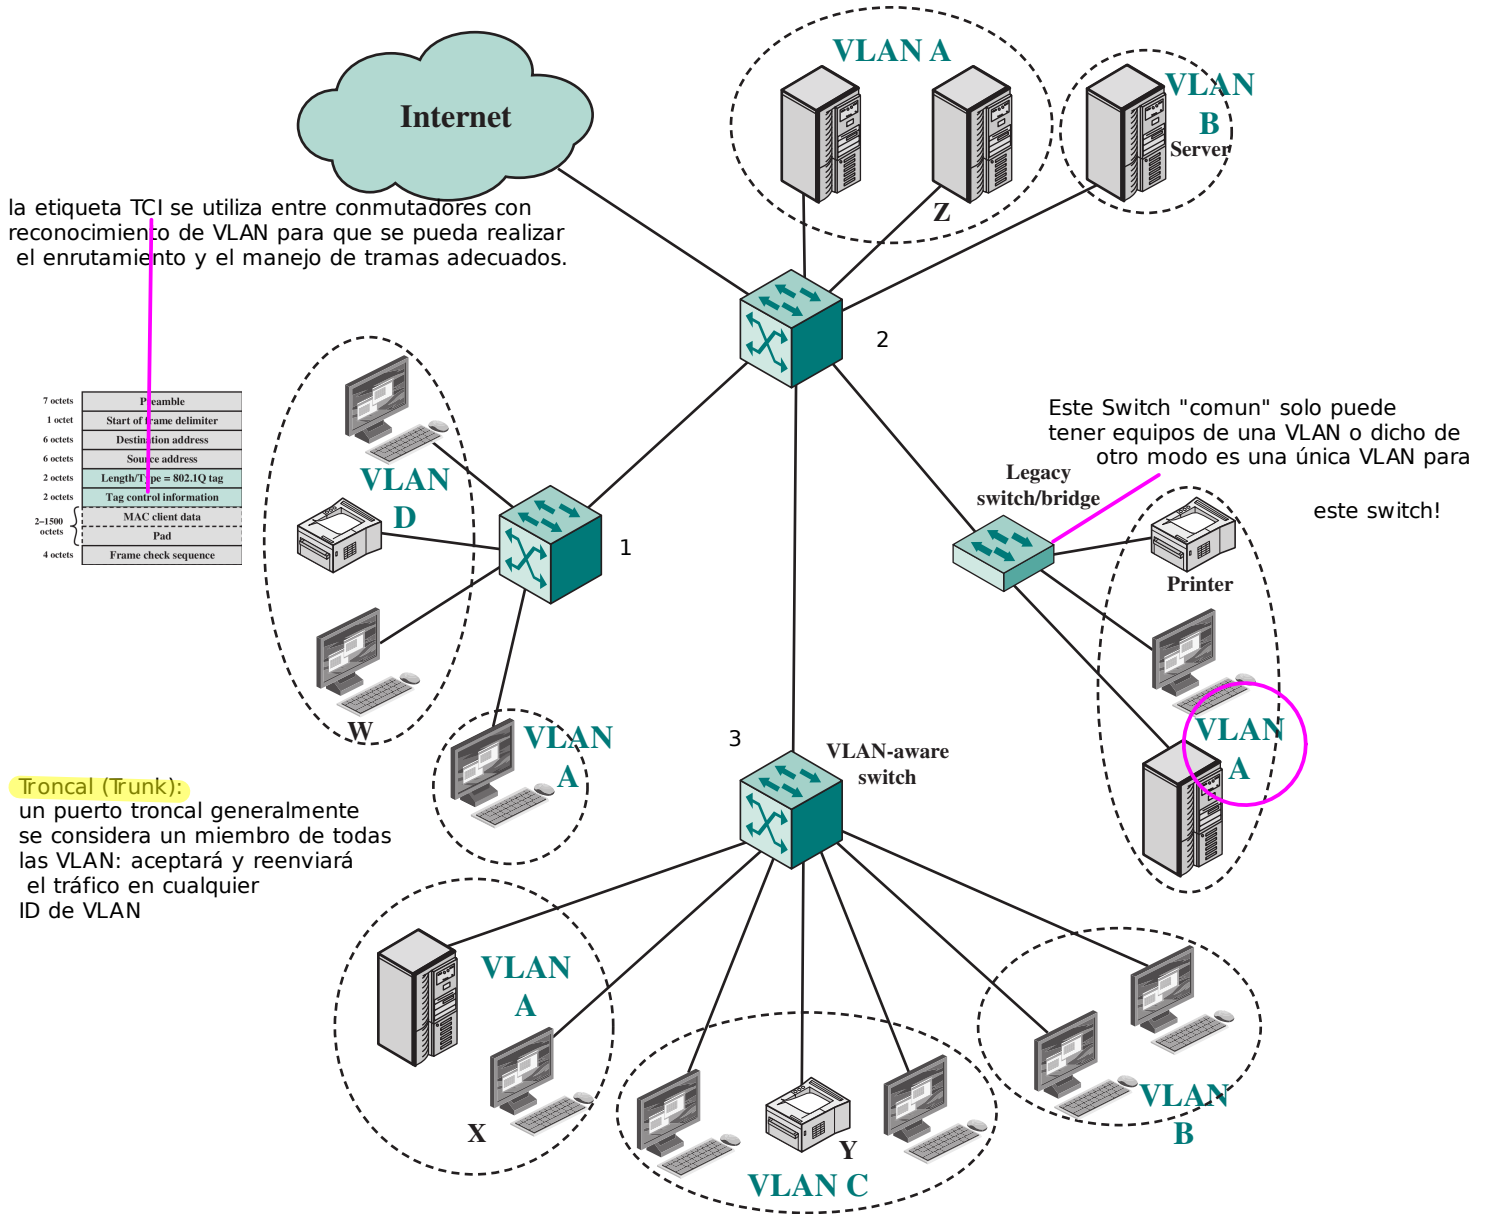 Internet
VLAN A
VLAN
B
Server
Z
la etiqueta TCI se utiliza entre conmutadores con
reconocimiento de VLAN para que se pueda realizar
el enrutamiento y el manejo de tramas adecuados.
2
7 octets Preamble
1 octet Start of frame delimiter
6 octets Destination address
6 octets Source address
2 octets Length/Type = 802.1Q tag
2 octets Tag control information
2–1500
octets
MAC client data
Pad
4 octets Frame check sequence
VLAN
D
1
W
VLAN
A
Este Switch "comun" solo puede
tener equipos de una VLAN o dicho de
otro modo es una única VLAN para
este switch!
Legacy
switch/bridge
Printer
VLAN
A
3
VLAN-aware
switch
Troncal (Trunk):
un puerto troncal generalmente
se considera un miembro de todas
las VLAN: aceptará y reenviará
el tráfico en cualquier
ID de VLAN
VLAN
A
X
Y
VLAN C
VLAN
B